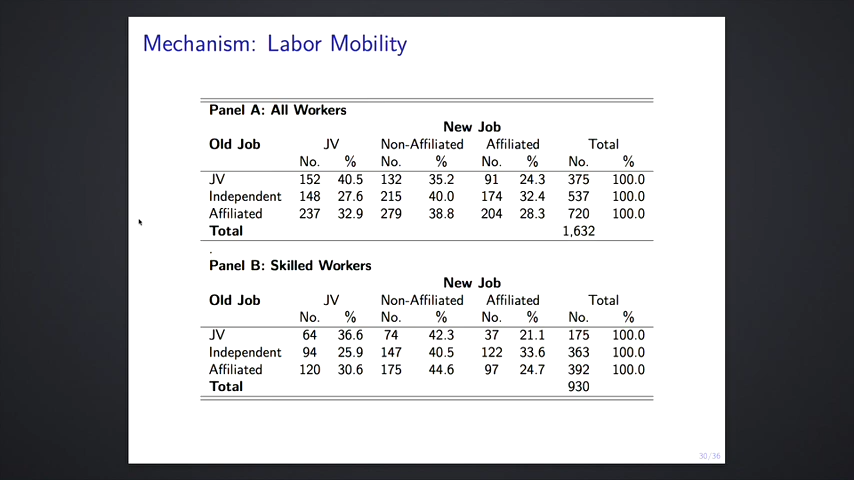 Mechanism: Labor Mobility
Panel A: All Workers
New Job
Old Job JV Non-Affiliated Affiliated Total
No. % No. % No. % No. %
JV 152 40.5 132 35.2 91 24.3 375 100.0
Independent 148 27.6 215 40.0 174 32.4 537 100.0
Affiliated 237 32.9 279 38.8 204 28.3 720 100.0
Total 1,632
.
Panel B: Skilled Workers
New Job
Old Job JV Non-Affiliated Affiliated Total
No. % No. % No. % No. %
JV 64 36.6 74 42.3 37 21.1 175 100.0
Independent 94 25.9 147 40.5 122 33.6 363 100.0
Affiliated 120 30.6 175 44.6 97 24.7 392 100.0
Total 930
30/36